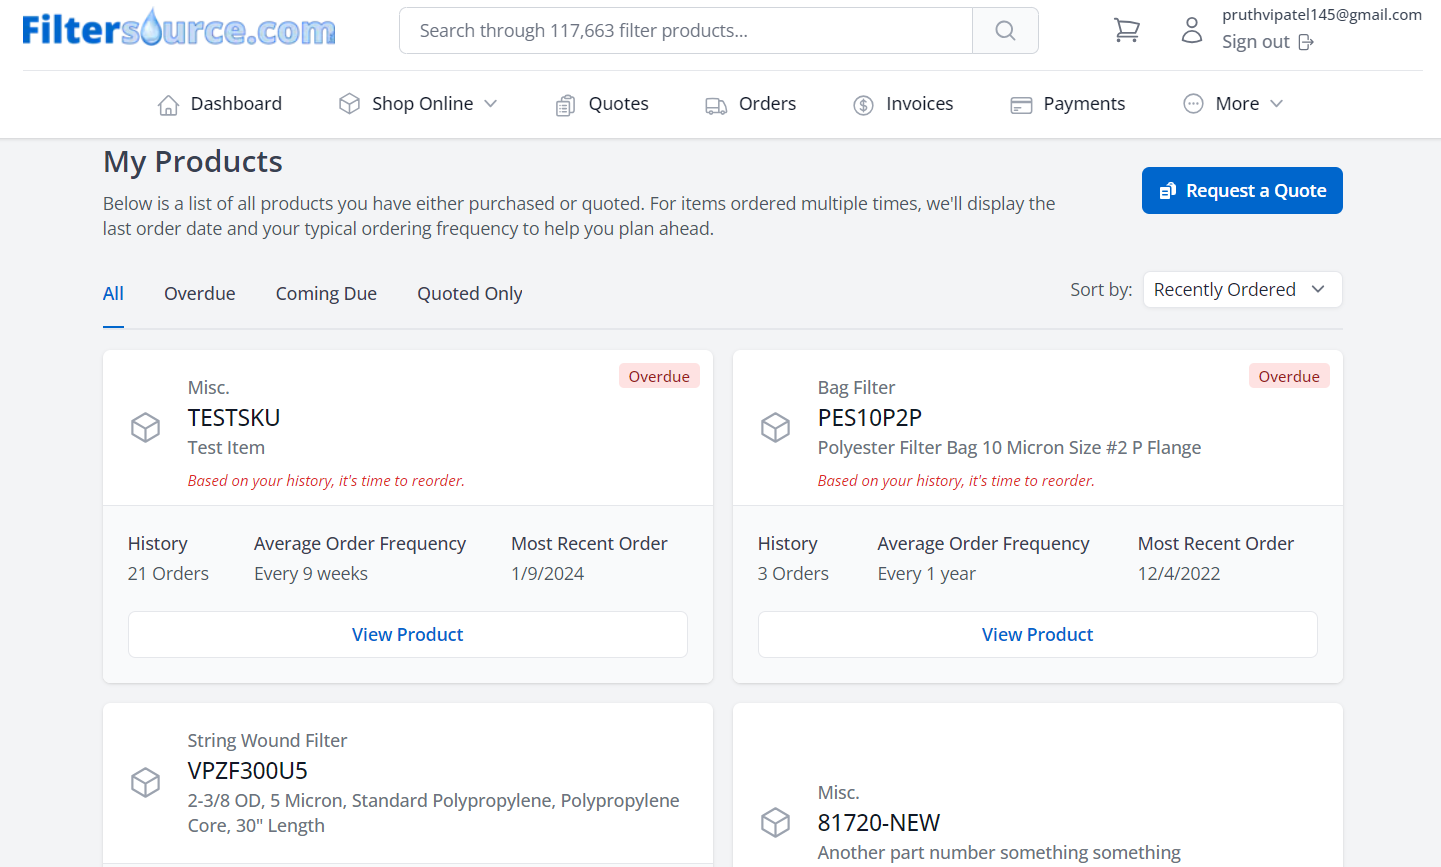 Filtersource.com
Search through 117,663 filter products...
pruthvipatel145@gmail.com
Sign out
Dashboard
Shop Online
Quotes
Orders
Invoices
Payments
More
My Products
Below is a list of all products you have either purchased or quoted. For items ordered multiple times, we'll display the
last order date and your typical ordering frequency to help you plan ahead.
Request a Quote
All
Overdue
Coming Due
Quoted Only
Sort by:
Recently Ordered
Overdue
Misc.
TESTSKU
Test Item
Based on your history, it's time to reorder.
History
Average Order Frequency
Most Recent Order
21 Orders
Every 9 weeks
1/9/2024
View Product
Overdue
Bag Filter
PES10P2P
Polyester Filter Bag 10 Micron Size #2 P Flange
Based on your history, it's time to reorder.
History
Average Order Frequency
Most Recent Order
3 Orders
Every 1 year
12/4/2022
View Product
String Wound Filter
VPZF300U5
2-3/8 OD, 5 Micron, Standard Polypropylene, Polypropylene
Core, 30" Length
Misc.
81720-NEW
Another part number something something